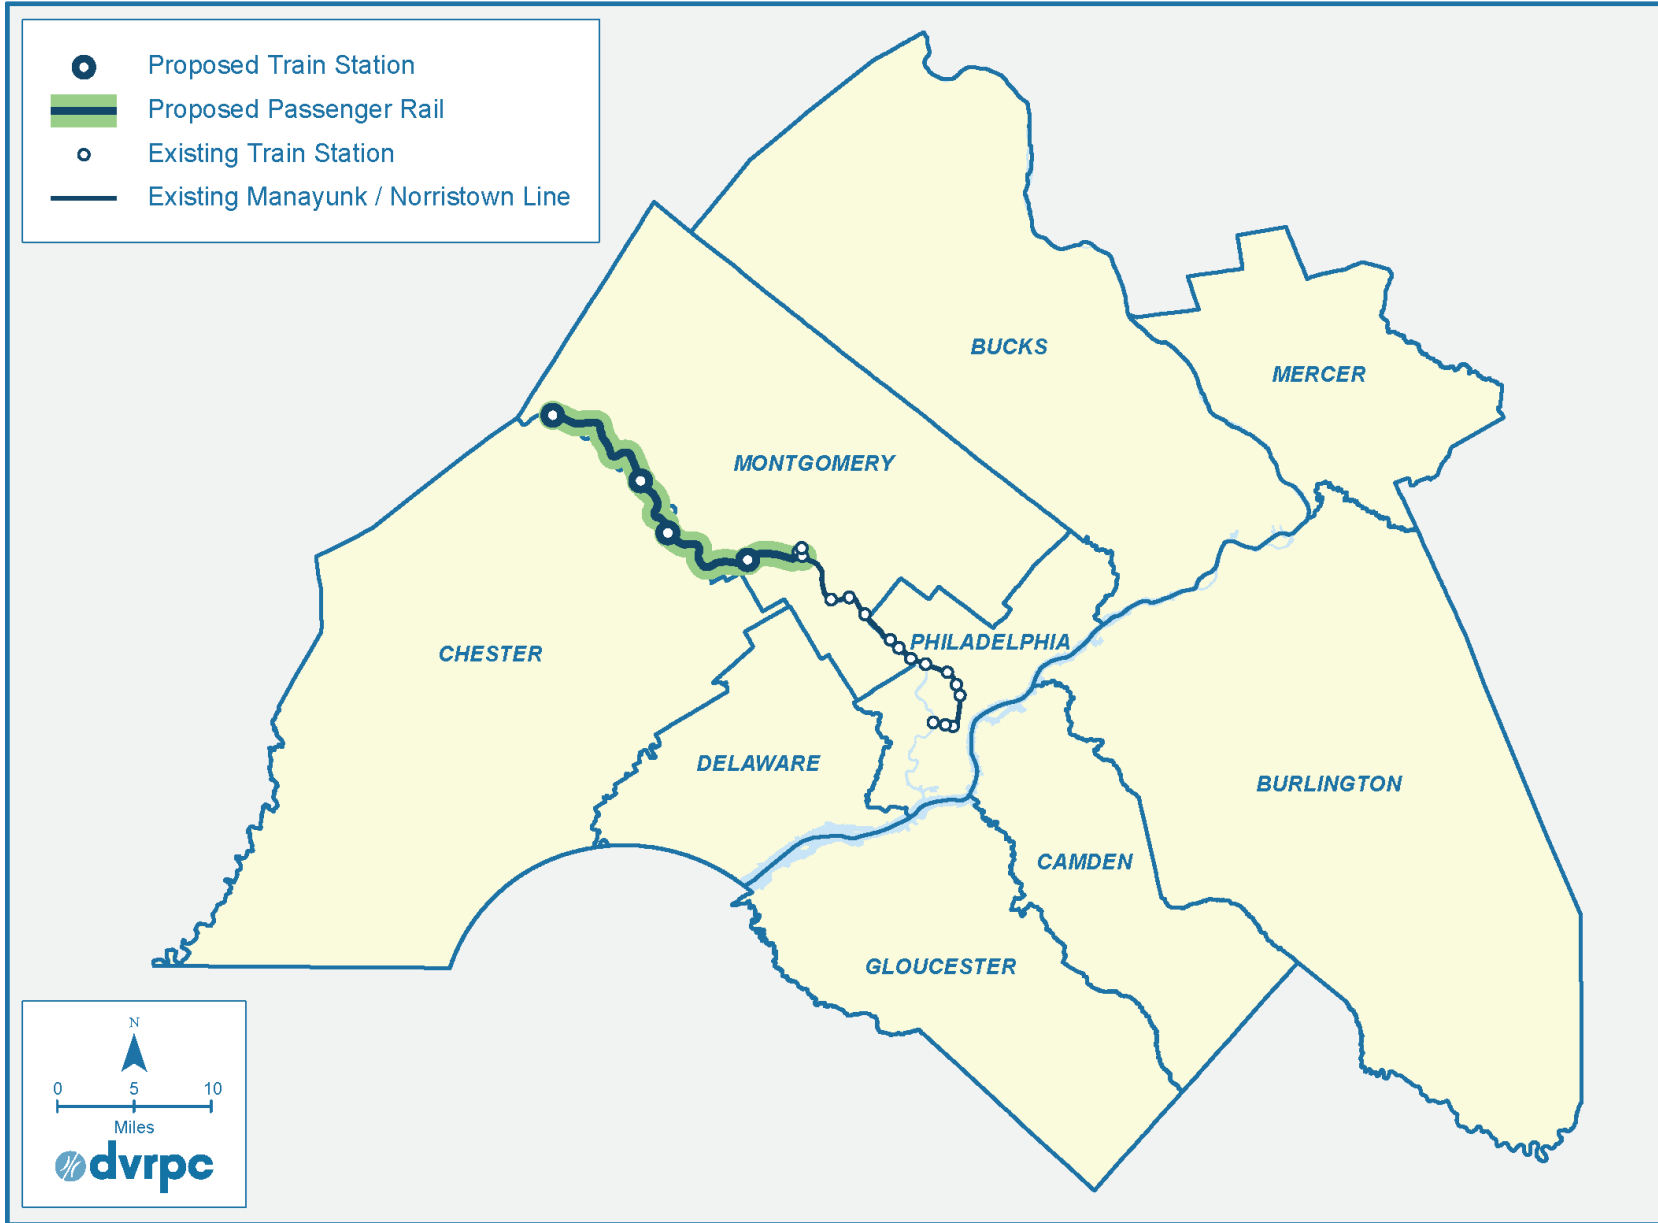 Proposed Train Station
Proposed Passenger Rail
Existing Train Station
Existing Manayunk / Norristown Line
BUCKS
MERCER
MONTGOMERY
PHILADELPHIA
CHESTER
DELAWARE
BURLINGTON
CAMDEN
GLOUCESTER
N
0 5 10
Miles
dvrpc